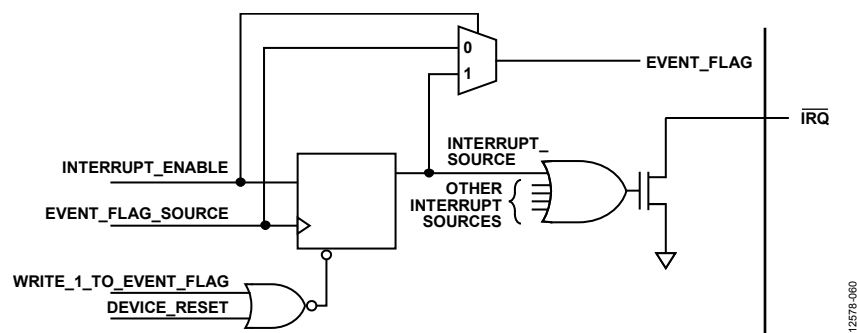 0
1
EVENT_FLAG
IRQ
INTERRUPT_ENABLE
EVENT_FLAG_SOURCE
INTERRUPT_
SOURCE
OTHER
INTERRUPT
SOURCES
WRITE_1_TO_EVENT_FLAG
DEVICE_RESET
12578-060